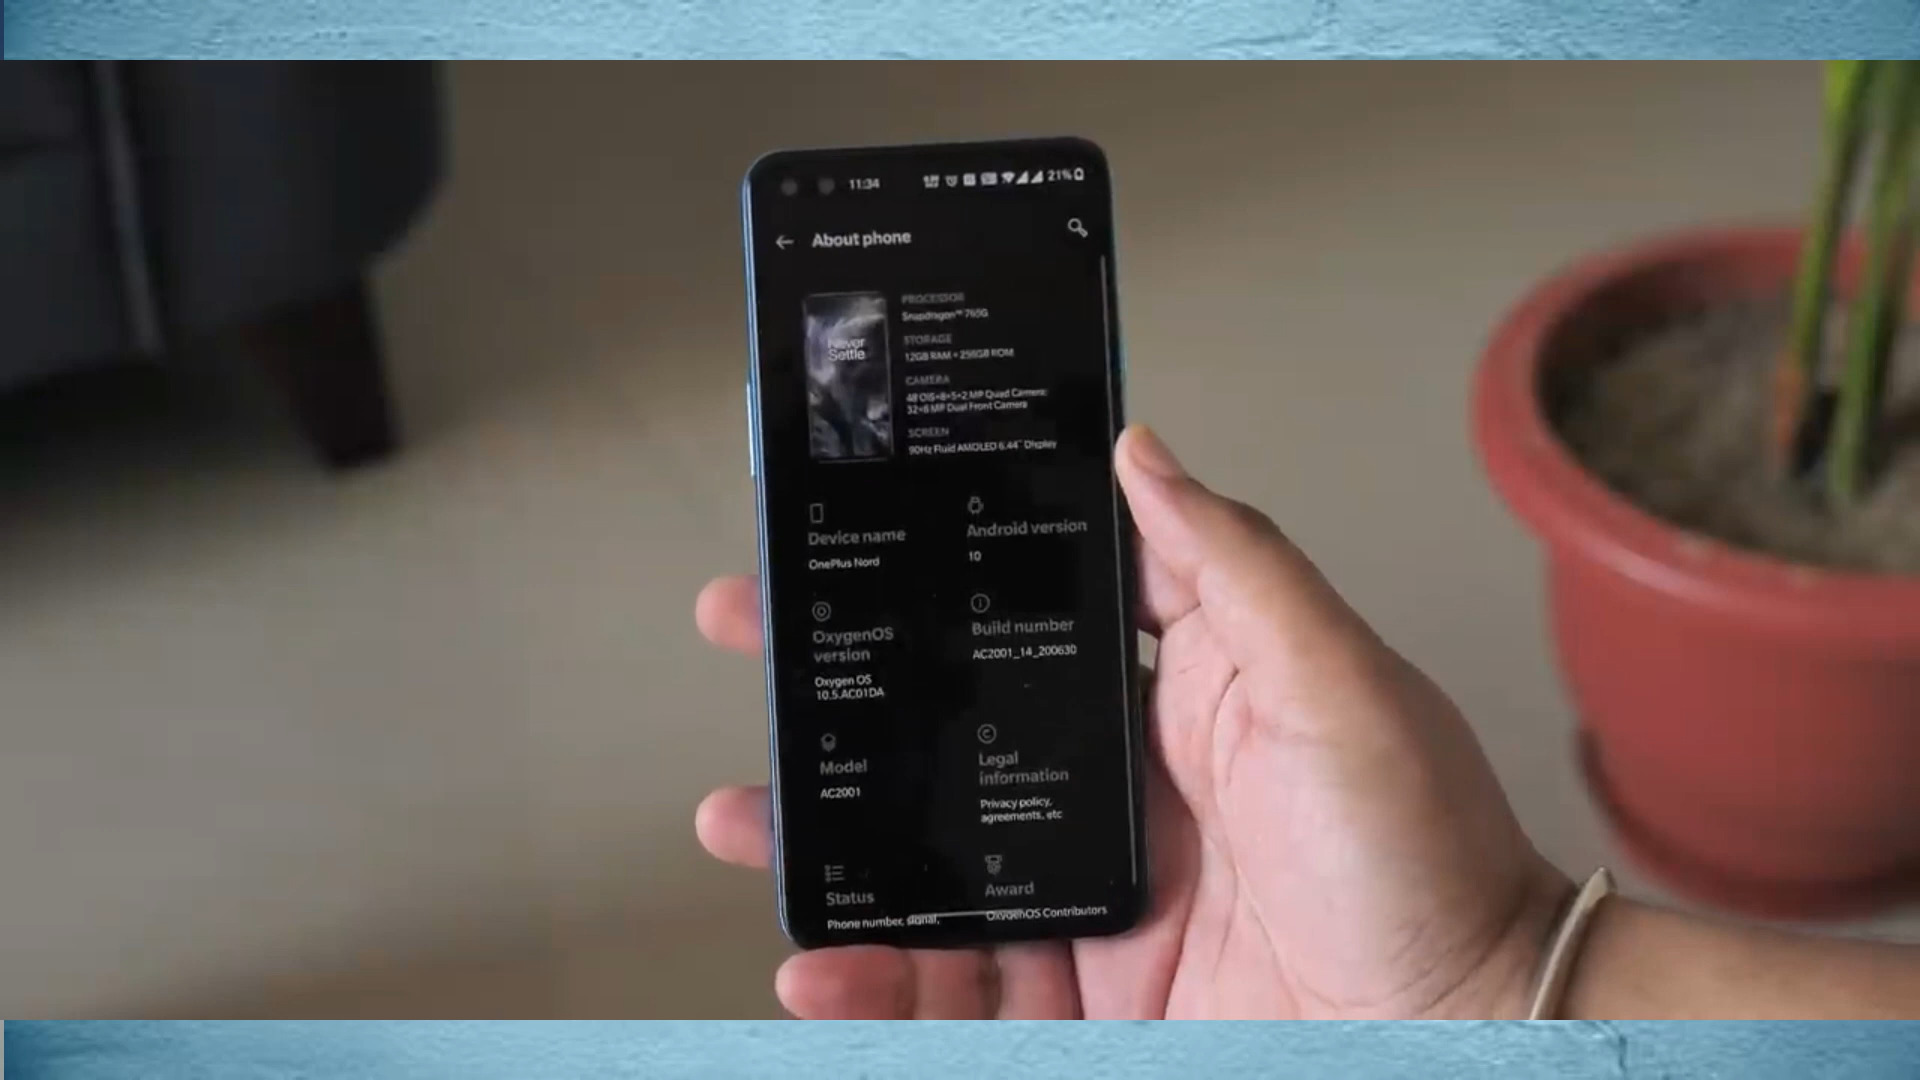 11:34 21%
About phone
Never
Settle
PROCESSOR
Snapdragon™ 765G
STORAGE
12GB RAM + 256GB ROM
CAMERA
48 OIS+8+5+2 MP Quad Camera;
32+8 MP Dual Front Camera
SCREEN
90Hz Fluid AMOLED 6.44" Display
Device name
OnePlus Nord
Android version
10
OxygenOS
version
Oxygen OS
10.5.AC01DA
Build number
AC2001_14_200630
Model
AC2001
Legal
information
Privacy policy,
agreements, etc
Status
Phone number, signal,
Award
OxygenOS Contributors